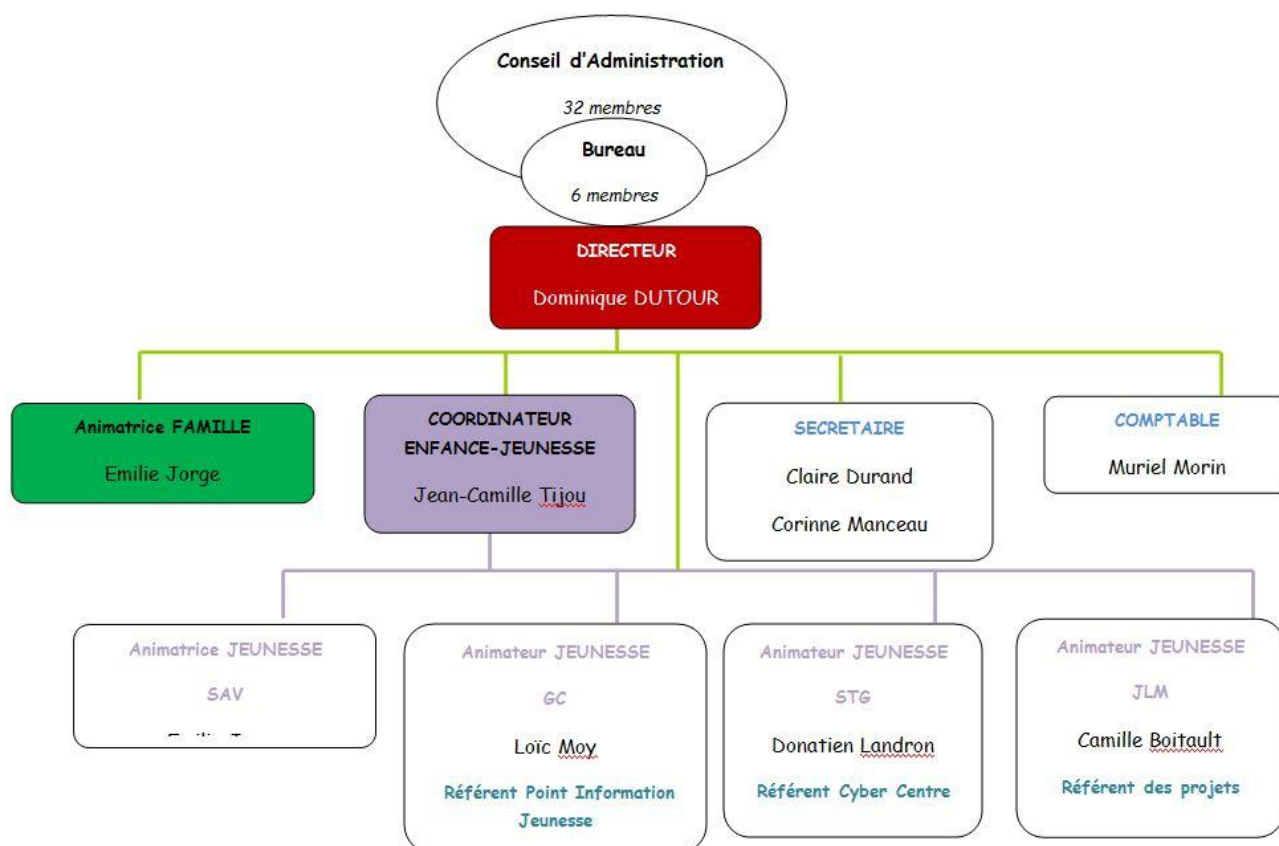 Conseil d'Administration
32 membres
Bureau
6 membres
DIRECTEUR
Dominique DUTOUR
Animatrice FAMILLE
Emilie Jorge
COORDINATEUR
ENFANCE-JEUNESSE
Jean-Camille Tijou
SECRETAIRE
Claire Durand
Corinne Manceau
COMPTABLE
Muriel Morin
Animatrice JEUNESSE
SAV
Animateur JEUNESSE
GC
Loïc Moy
Référent Point Information
Jeunesse
Animateur JEUNESSE
STG
Donatien Landron
Référent Cyber Centre
Animateur JEUNESSE
JLM
Camille Boitault
Référent des projets